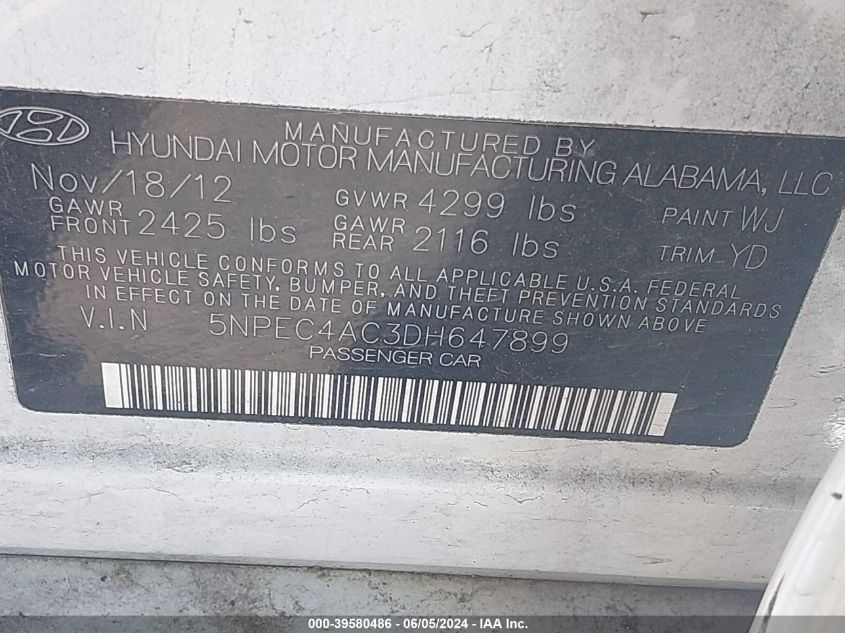 MANUFACTURED BY
HYUNDAI MOTOR MANUFACTURING ALABAMA, LLC
Nov/18/12 GVWR 4299 lbs PAINT WJ
GAWR FRONT 2425 lbs GAWR REAR 2116 lbs TRIM YD
THIS VEHICLE CONFORMS TO ALL APPLICABLE U.S.A. FEDERAL
MOTOR VEHICLE SAFETY, BUMPER, AND THEFT PREVENTION STANDARDS
IN EFFECT ON THE DATE OF MANUFACTURE SHOWN ABOVE
V.I.N 5NPEC4AC3DH647899
PASSENGER CAR
000-39580486 - 06/05/2024 - IAA Inc.